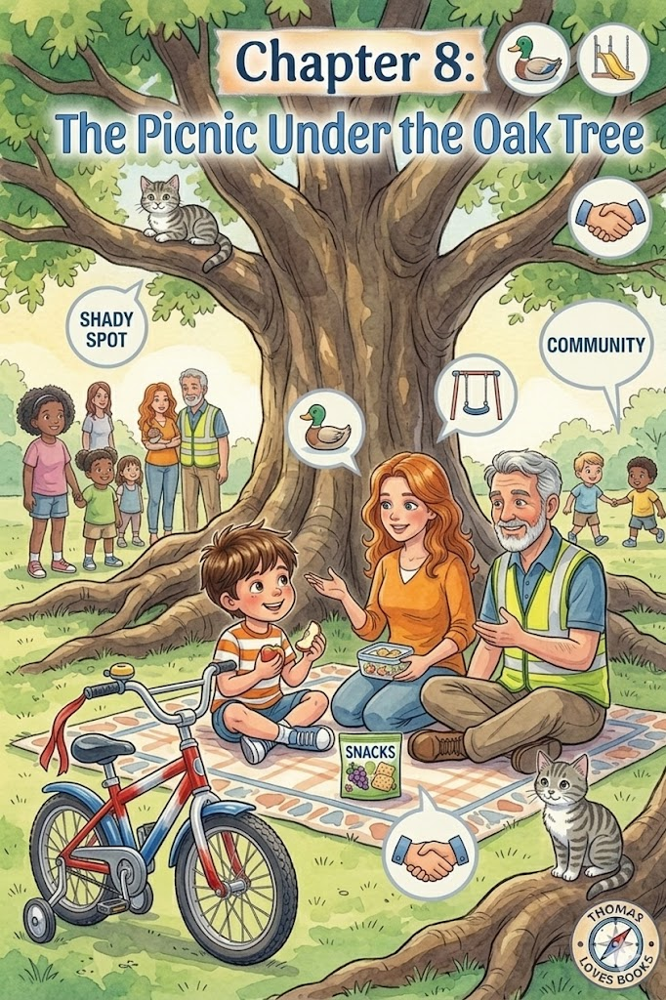 Chapter 8:
The Picnic Under the Oak Tree
SHADY
SPOT
COMMUNITY
SNACKS
THOMAS
LOVES BOOKS